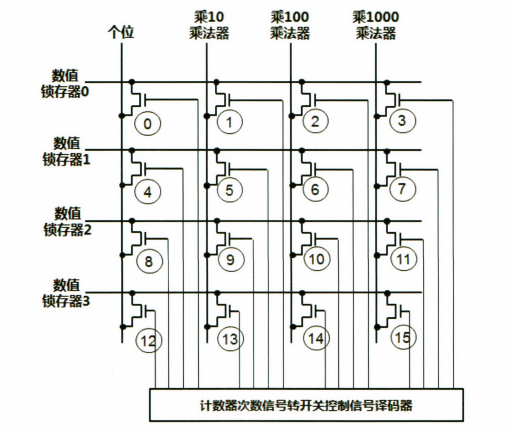 个位
乘10
乘法器
乘100
乘法器
乘1000
乘法器
数值
锁存器0
0
1
2
3
数值
锁存器1
4
5
6
7
数值
锁存器2
8
9
10
11
数值
锁存器3
12
13
14
15
计数器次数信号转开关控制信号译码器